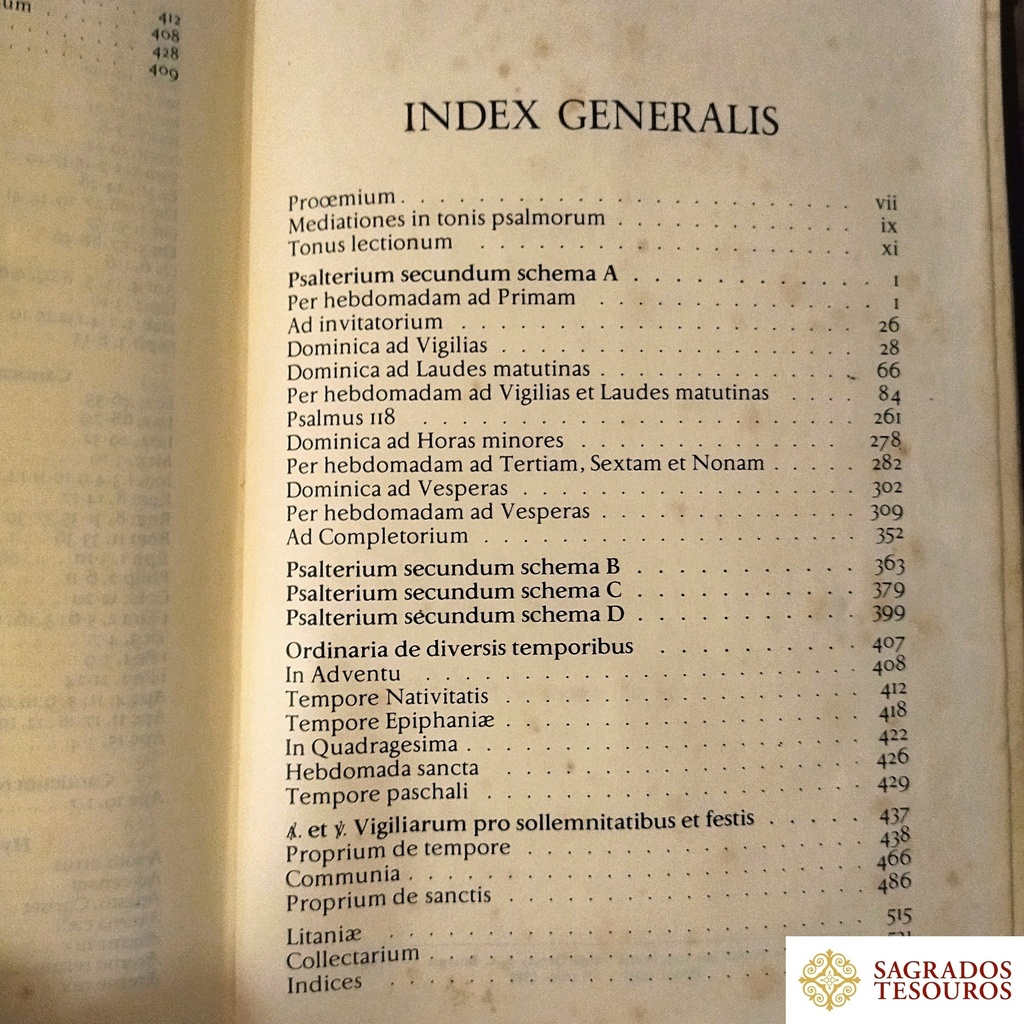 um
412
408
428
409
INDEX GENERALIS
Proœmium . . . . . . . . . . . . . . . . . . . vii
Mediationes in tonis psalmorum . . . . . . . . . . ix
Tonus lectionum . . . . . . . . . . . . . . . . xi
Psalterium secundum schema A . . . . . . . . . . 1
Per hebdomadam ad Primam . . . . . . . . . . . 1
Ad invitatorium . . . . . . . . . . . . . . . . 26
Dominica ad Vigilias . . . . . . . . . . . . . . 28
Dominica ad Laudes matutinas . . . . . . . . . . 66
Per hebdomadam ad Vigilias et Laudes matutinas . . . 84
Psalmus 118 . . . . . . . . . . . . . . . . . . 261
Dominica ad Horas minores . . . . . . . . . . . 278
Per hebdomadam ad Tertiam, Sextam et Nonam . . . . 282
Dominica ad Vesperas . . . . . . . . . . . . . . 302
Per hebdomadam ad Vesperas . . . . . . . . . . . 309
Ad Completorium . . . . . . . . . . . . . . . . 352
Psalterium secundum schema B . . . . . . . . . . 363
Psalterium secundum schema C . . . . . . . . . . 379
Psalterium secundum schema D . . . . . . . . . . 399
Ordinaria de diversis temporibus . . . . . . . . . 407
In Adventu . . . . . . . . . . . . . . . . . . 408
Tempore Nativitatis . . . . . . . . . . . . . . 412
Tempore Epiphaniæ . . . . . . . . . . . . . . . 418
In Quadragesima . . . . . . . . . . . . . . . . 422
Hebdomada sancta . . . . . . . . . . . . . . . 426
Tempore paschali . . . . . . . . . . . . . . . 429
℟. et ℣. Vigiliarum pro sollemnitatibus et festis . . . . . 437
Proprium de tempore . . . . . . . . . . . . . . 438
Communia . . . . . . . . . . . . . . . . . . . 466
Proprium de sanctis . . . . . . . . . . . . . . 486
Litaniæ . . . . . . . . . . . . . . . . . . . . 515
Collectarium . . . . . . . . . . . . . . . . .
Indices . . . . . . . . . . . . . . . . . . .
SAGRADOS
TESOUROS